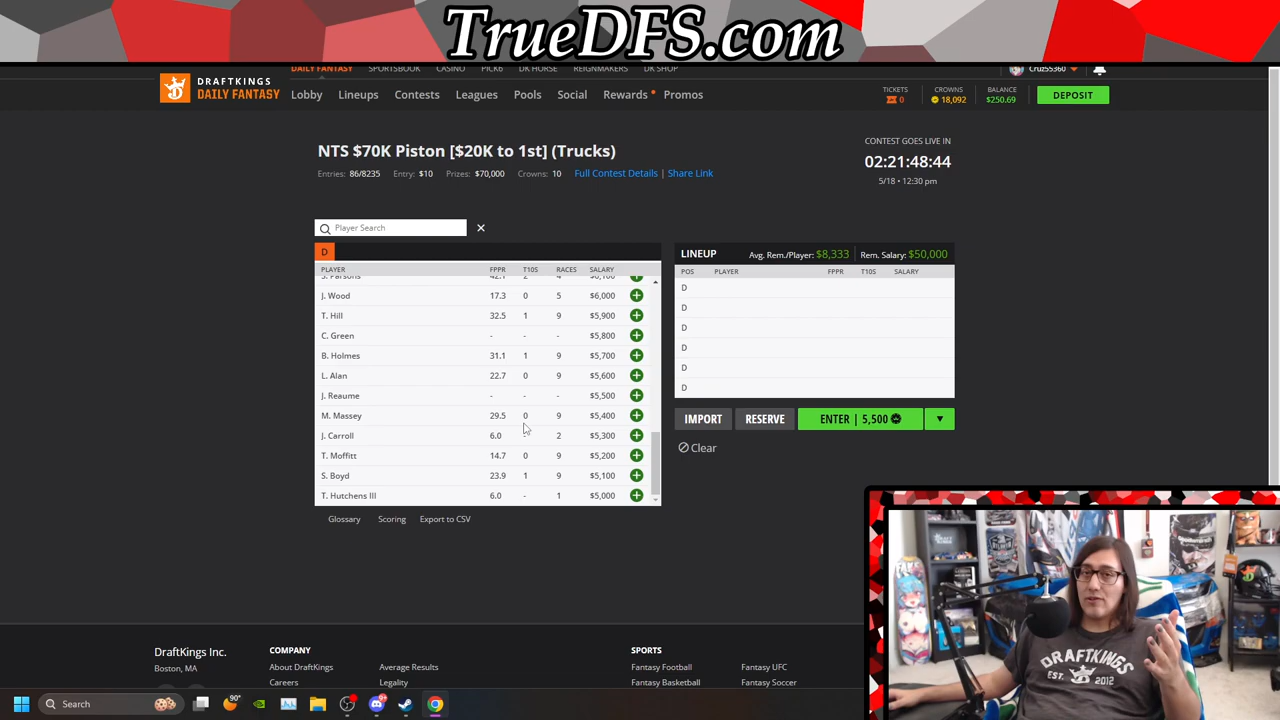 TrueDFS.com
DAILY FANTASY SPORTSBOOK CASINO PICK6 DK HORSE REIGNMAKERS DK SHOP Cruz55360
DRAFTKINGS
DAILY FANTASY
Lobby Lineups Contests Leagues Pools Social Rewards Promos
TICKETS CROWNS BALANCE
0 18,092 $250.69
DEPOSIT
NTS $70K Piston [$20K to 1st] (Trucks)
Entries: 86/8235 Entry: $10 Prizes: $70,000 Crowns: 10 Full Contest Details | Share Link
CONTEST GOES LIVE IN
02:21:48:44
5/18 • 12:30 pm
Player Search
D
PLAYER FPPR T10S RACES SALARY
S. Parsons 42.1 2 4 $6,100
J. Wood 17.3 0 5 $6,000
T. Hill 32.5 1 9 $5,900
C. Green - - - $5,800
B. Holmes 31.1 1 9 $5,700
L. Alan 22.7 0 9 $5,600
J. Reaume - - - $5,500
M. Massey 29.5 0 9 $5,400
J. Carroll 6.0 - 2 $5,300
T. Moffitt 14.7 0 9 $5,200
S. Boyd 23.9 1 9 $5,100
T. Hutchens III 6.0 - 1 $5,000
Glossary Scoring Export to CSV
LINEUP Avg. Rem./Player: $8,333 Rem. Salary: $50,000
POS PLAYER FPPR T10S SALARY
D
D
D
D
D
D
IMPORT RESERVE ENTER | 5,500
Clear
DraftKings Inc.
Boston, MA
COMPANY
About DraftKings Average Results
Careers Legality
SPORTS
Fantasy Football Fantasy UFC
Fantasy Basketball Fantasy Soccer
DRAFTKINGS
EST. 2012
90°
Search